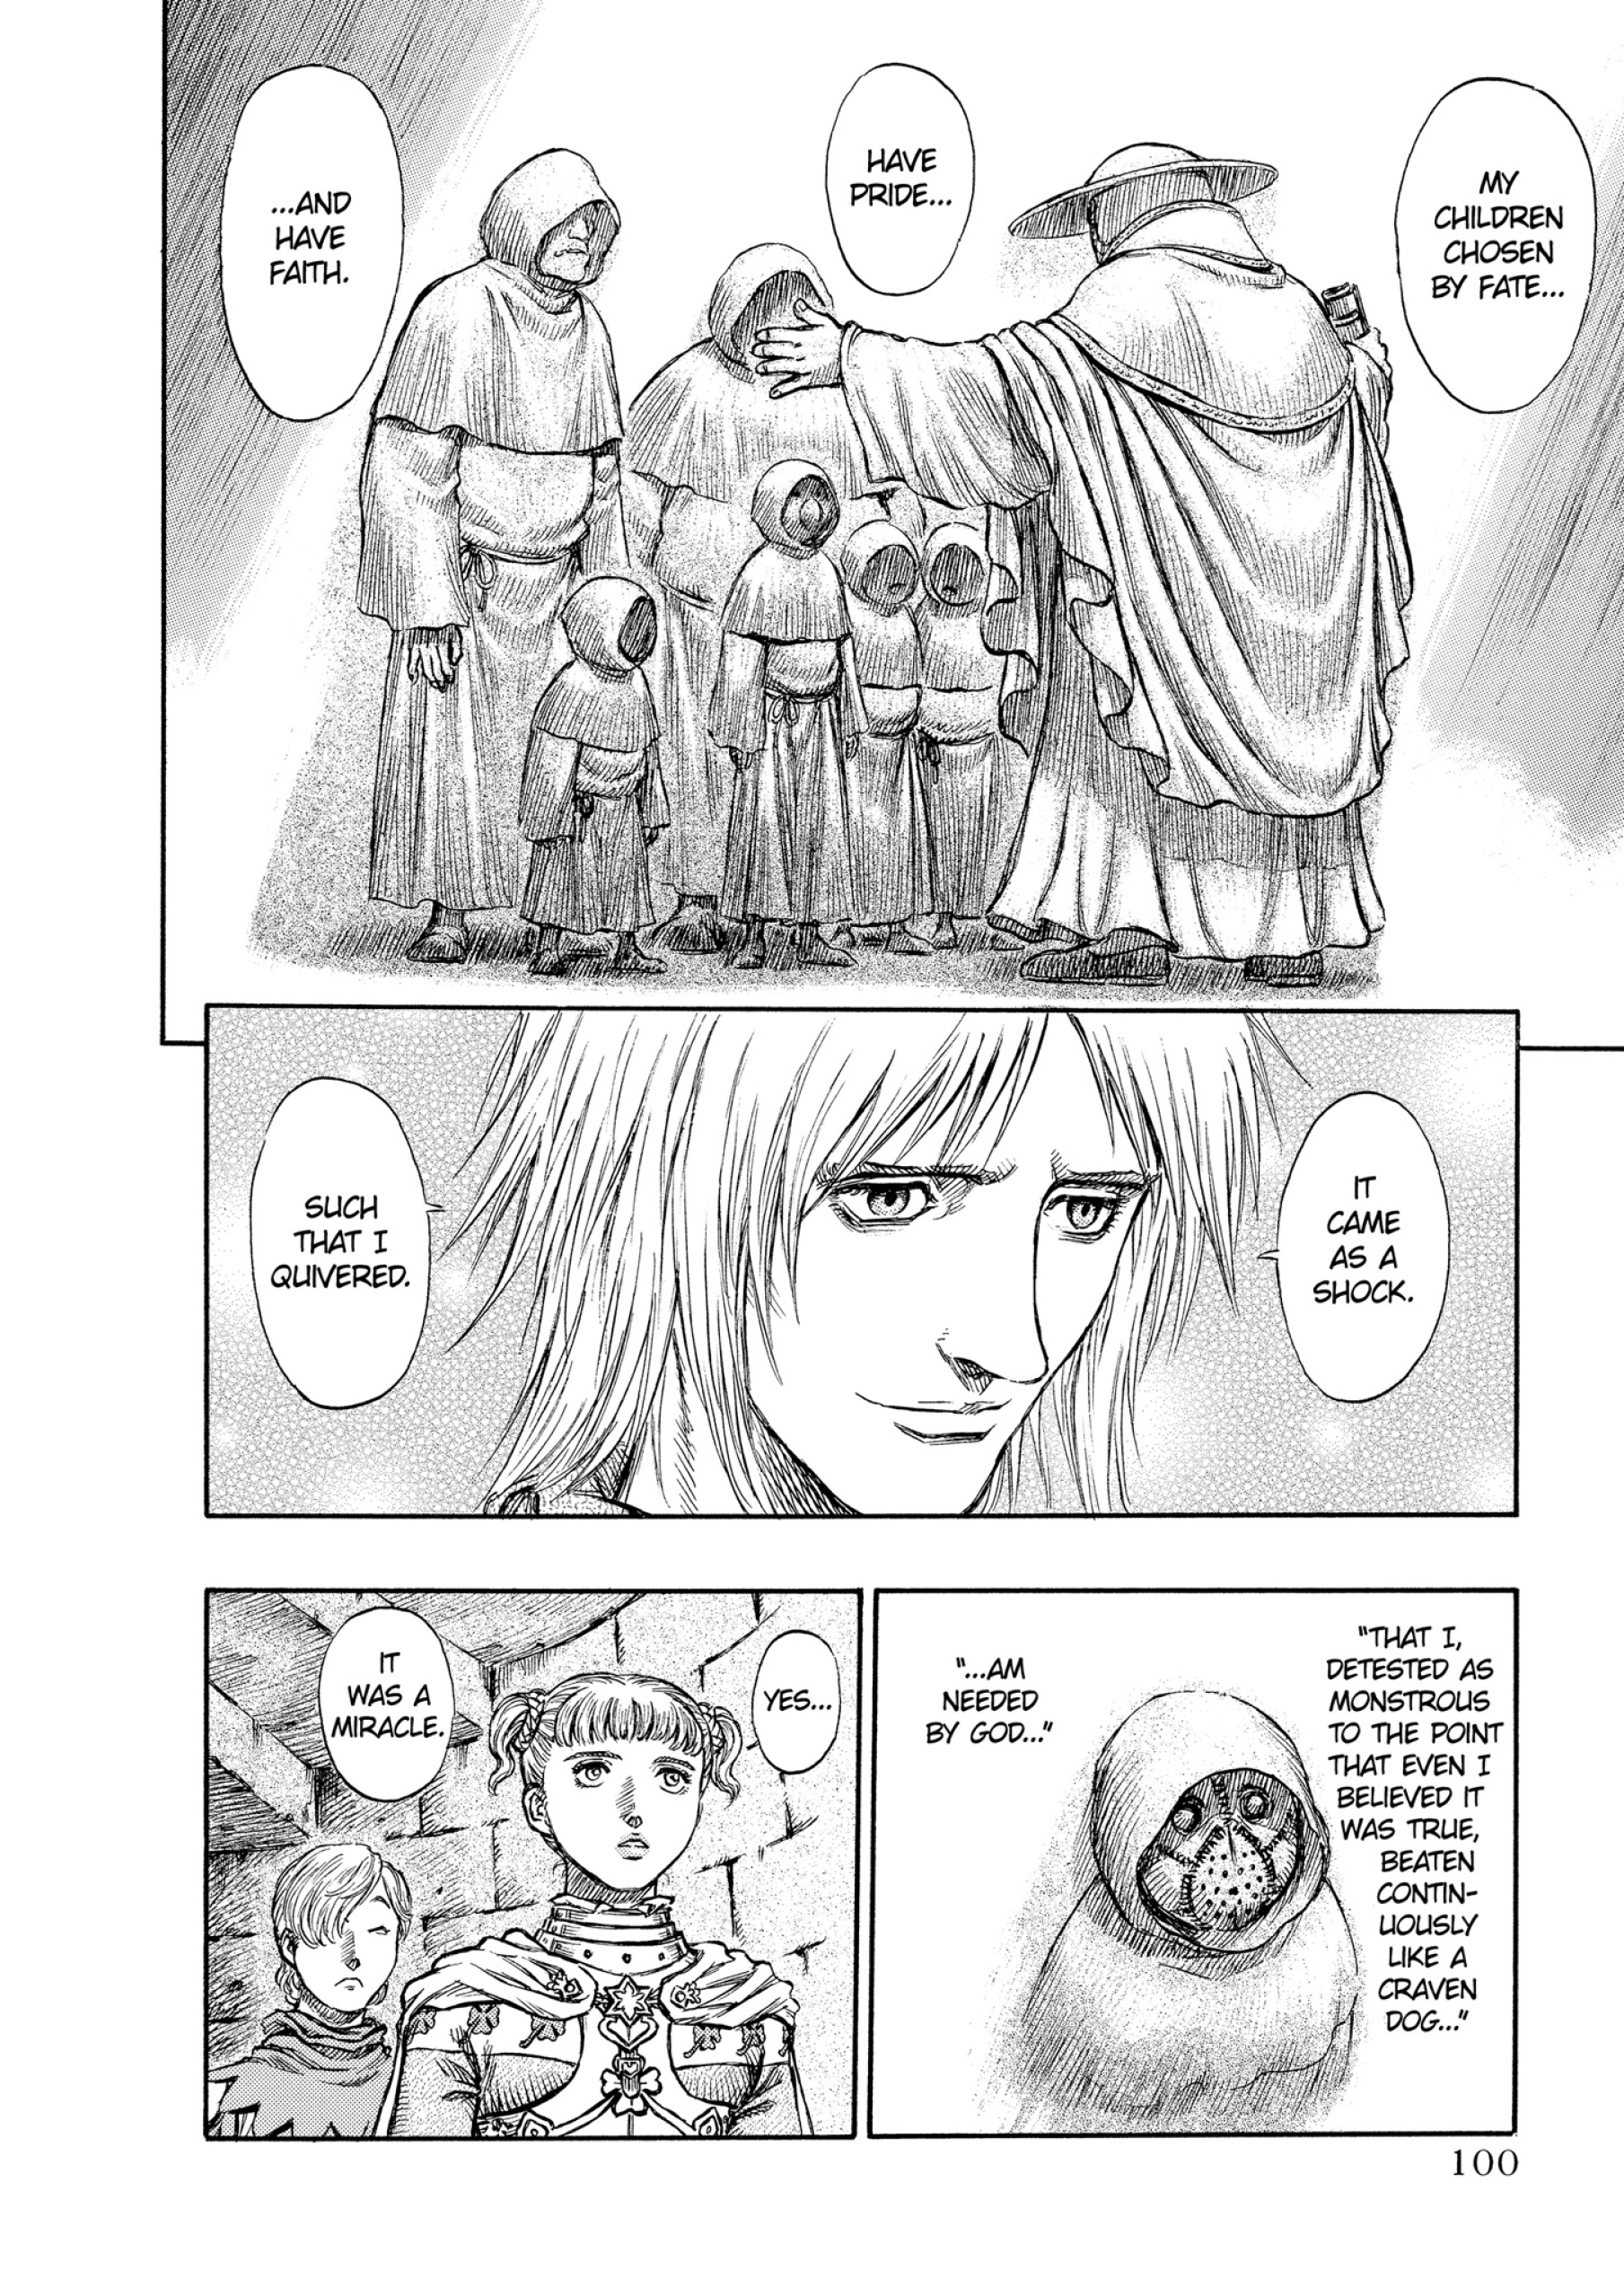 MY
CHILDREN
CHOSEN
BY FATE...
HAVE
PRIDE...
...AND
HAVE
FAITH.
IT
CAME
AS A
SHOCK.
SUCH
THAT I
QUIVERED.
"THAT I,
DETESTED AS
MONSTROUS
TO THE POINT
THAT EVEN I
BELIEVED IT
WAS TRUE,
BEATEN
CONTIN-
UOUSLY
LIKE A
CRAVEN
DOG..."
"...AM
NEEDED
BY GOD..."
YES...
IT
WAS A
MIRACLE.
100